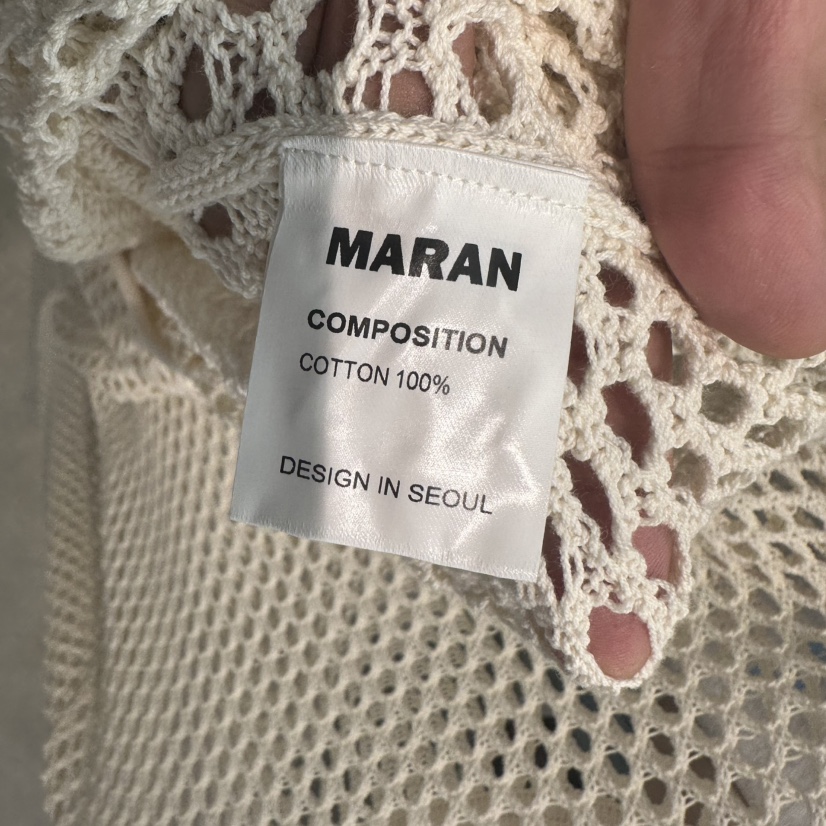 MARAN
COMPOSITION
COTTON 100%
DESIGN IN SEOUL